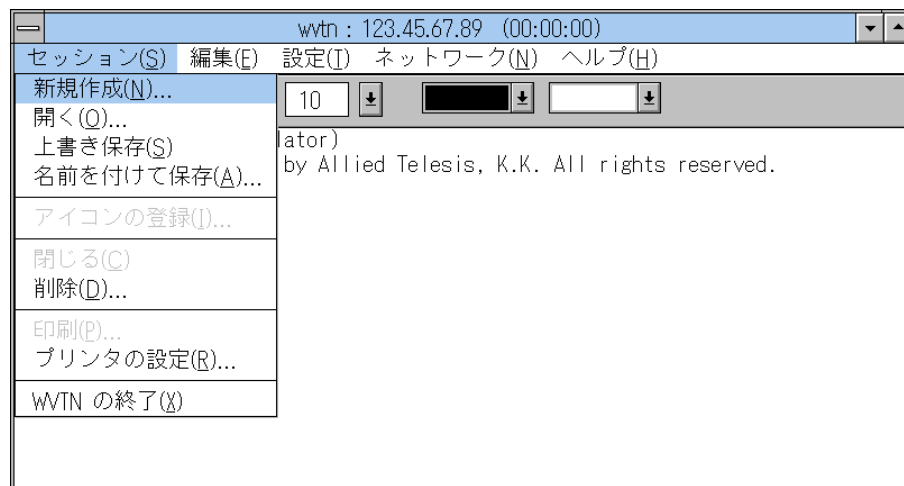 wvtn : 123.45.67.89 (00:00:00)
セッション(S) 編集(E) 設定(T) ネットワーク(N) ヘルプ(H)
新規作成(N)...
10
開く(O)...
上書き保存(S)
ator)
名前を付けて保存(A)...
by Allied Telesis, K.K. All rights reserved.
アイコンの登録(I)...
閉じる(C)
削除(D)...
印刷(P)...
プリンタの設定(R)...
WVTN の終了(X)